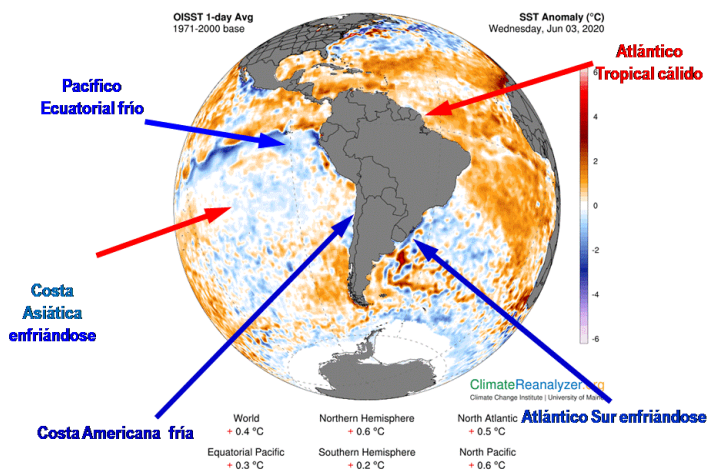 OISST 1-day Avg
1971-2000 base
SST Anomaly (°C)
Wednesday, Jun 03, 2020
Atlántico
Tropical cálido
Pacífico
Ecuatorial frío
6
4
2
0
-2
-4
-6
Costa
Asiática
enfriándose
ClimateReanalyzer.org
Climate Change Institute | University of Maine
Atlántico Sur enfriándose
Costa Americana fría
World
+ 0.4 °C
Northern Hemisphere
+ 0.6 °C
North Atlantic
+ 0.5 °C
Equatorial Pacific
+ 0.3 °C
Southern Hemisphere
+ 0.2 °C
North Pacific
+ 0.6 °C